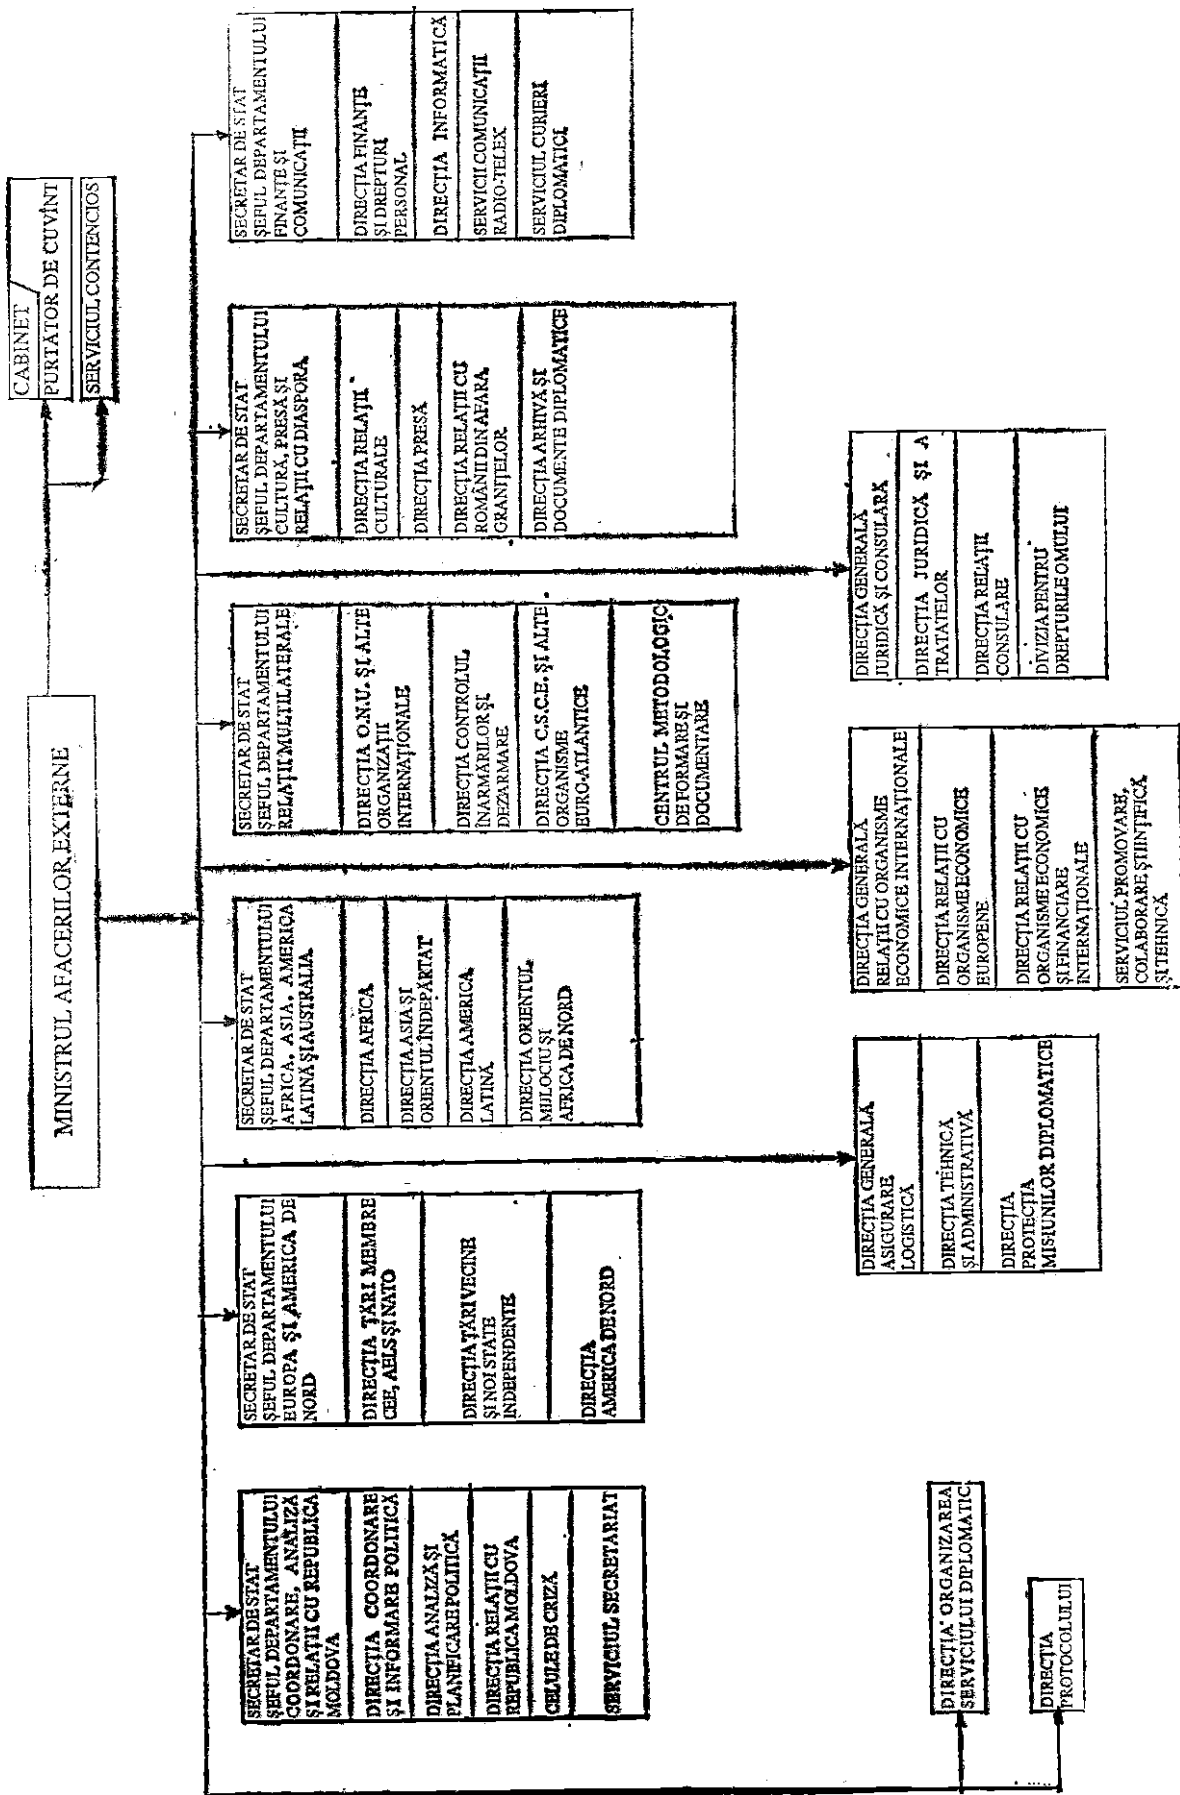 CABINET
PURTĂTOR DE CUVÎNT
SERVICIUL CONTENCIOS
MINISTRUL AFACERILOR EXTERNE
SECRETAR DE STAT
ȘEFUL DEPARTAMENTULUI
COORDONARE, ANALIZĂ
ȘI RELAȚII CU REPUBLICA
MOLDOVA
DIRECȚIA COORDONARE
ȘI INFORMARE POLITICĂ
DIRECȚIA ANALIZĂ ȘI
PLANIFICARE POLITICĂ
DIRECȚIA RELAȚII CU
REPUBLICA MOLDOVA
CELULE DE CRIZĂ
SERVICIUL SECRETARIAT
SECRETAR DE STAT
ȘEFUL DEPARTAMENTULUI
EUROPA ȘI AMERICA DE
NORD
DIRECȚIA ȚĂRI MEMBRE
CEE, AELS ȘI NATO
DIRECȚIA ȚĂRI VECINE
ȘI NOI STATE
INDEPENDENTE
DIRECȚIA
AMERICA DE NORD
SECRETAR DE STAT
ȘEFUL DEPARTAMENTULUI
AFRICA, ASIA, AMERICA
LATINĂ ȘI AUSTRALIA
DIRECȚIA AFRICA
DIRECȚIA ASIA ȘI
ORIENTUL ÎNDEPĂRTAT
DIRECȚIA AMERICA
LATINĂ
DIRECȚIA ORIENTUL
MIJLOCIU ȘI
AFRICA DE NORD
SECRETAR DE STAT
ȘEFUL DEPARTAMENTULUI
RELAȚII MULTILATERALE
DIRECȚIA O.N.U. ȘI ALTE
ORGANIZAȚII
INTERNAȚIONALE
DIRECȚIA CONTROLUL
ÎNARMĂRILOR ȘI
DEZARMARE
DIRECȚIA C.S.C.E. ȘI ALTE
ORGANISME
EURO-ATLANTICE
CENTRUL METODOLOGIC
DE FORMARE ȘI
DOCUMENTARE
SECRETAR DE STAT
ȘEFUL DEPARTAMENTULUI
CULTURĂ, PRESĂ ȘI
RELAȚII CU DIASPORA
DIRECȚIA RELAȚII
CULTURALE
DIRECȚIA PRESĂ
DIRECȚIA RELAȚII CU
ROMÂNII DIN AFARA
GRANIȚELOR
DIRECȚIA ARHIVĂ ȘI
DOCUMENTE DIPLOMATICE
SECRETAR DE STAT
ȘEFUL DEPARTAMENTULUI
FINANȚE ȘI
COMUNICAȚII
DIRECȚIA FINANȚE
ȘI DREPTURI
PERSONAL
DIRECȚIA INFORMATICĂ
SERVICII COMUNICAȚII
RADIO-TELEX
SERVICIUL CURIERI
DIPLOMATICI
DIRECȚIA ORGANIZAREA
SERVICIULUI DIPLOMATIC
DIRECȚIA
PROTOCOLULUI
DIRECȚIA GENERALĂ
ASIGURARE
LOGISTICĂ
DIRECȚIA TEHNICĂ
ȘI ADMINISTRATIVĂ
DIRECȚIA
PROTECȚIA
MISIUNILOR DIPLOMATICE
DIRECȚIA GENERALĂ
RELAȚII CU ORGANISME
ECONOMICE INTERNAȚIONALE
DIRECȚIA RELAȚII CU
ORGANISME ECONOMICE
EUROPENE
DIRECȚIA RELAȚII CU
ORGANISME ECONOMICE
ȘI FINANCIARE
INTERNAȚIONALE
SERVICIUL PROMOVARE,
COLABORARE ȘTIINȚIFICĂ
ȘI TEHNICĂ
DIRECȚIA GENERALĂ
JURIDICĂ ȘI CONSULARĂ
DIRECȚIA JURIDICĂ ȘI A
TRATATELOR
DIRECȚIA RELAȚII
CONSULARE
DIVIZIA PENTRU
DREPTURILE OMULUI